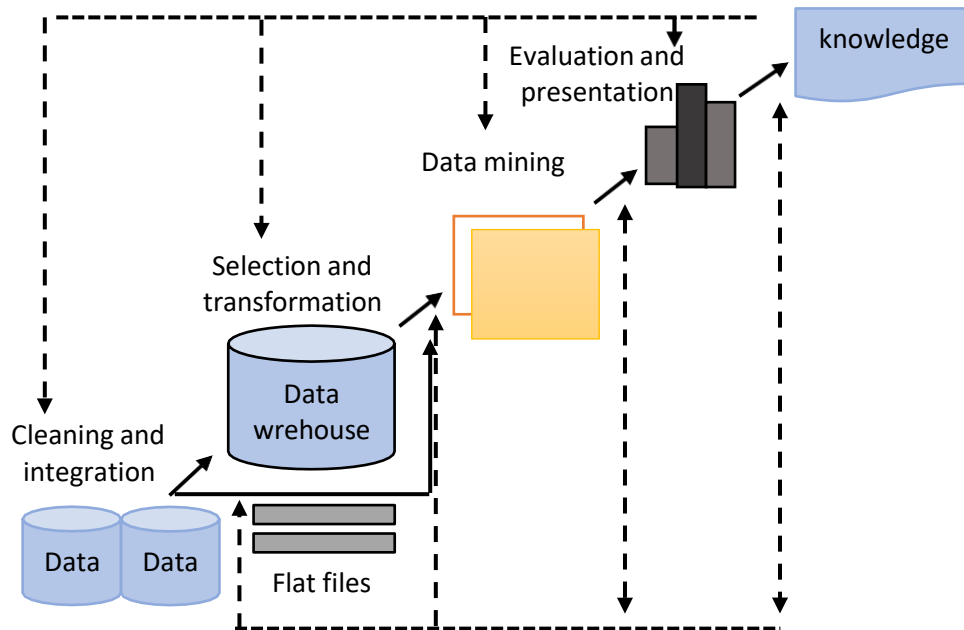 knowledge
Evaluation and
presentation
Data mining
Selection and
transformation
Data
wrehouse
Cleaning and
integration
Data
Data
Flat files